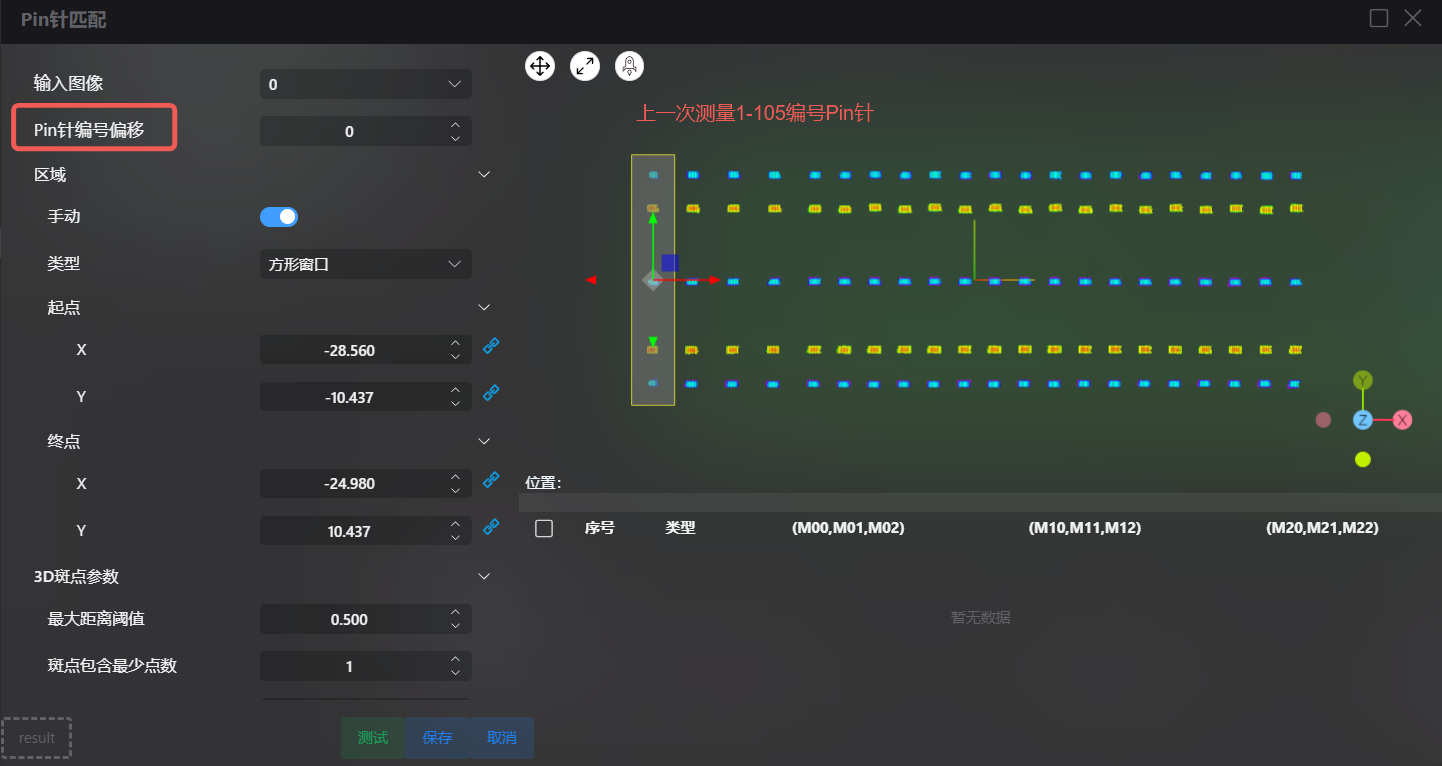 Pin针匹配
输入图像
0
Pin针编号偏移
0
上一次测量1-105编号Pin针
区域
手动
类型
方形窗口
起点
X
-28.560
Y
-10.437
终点
X
-24.980
Y
10.437
3D斑点参数
最大距离阈值
0.500
斑点包含最少点数
1
Y
Z
X
位置:
序号 类型 (M00,M01,M02) (M10,M11,M12) (M20,M21,M22)
暂无数据
result
测试
保存
取消